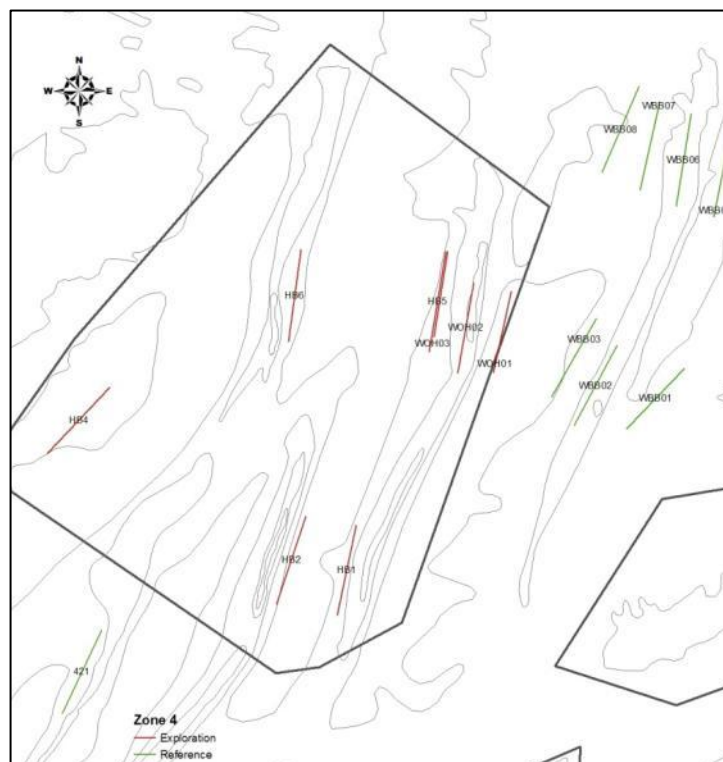 N
W E
S
WBB07
WBB08
WBB06
HB6
HB5
WOH02
WOH03
WOH01
WBB03
WBB02
WBB01
HB4
HB2
HB1
421
Zone 4
Exploration
Reference